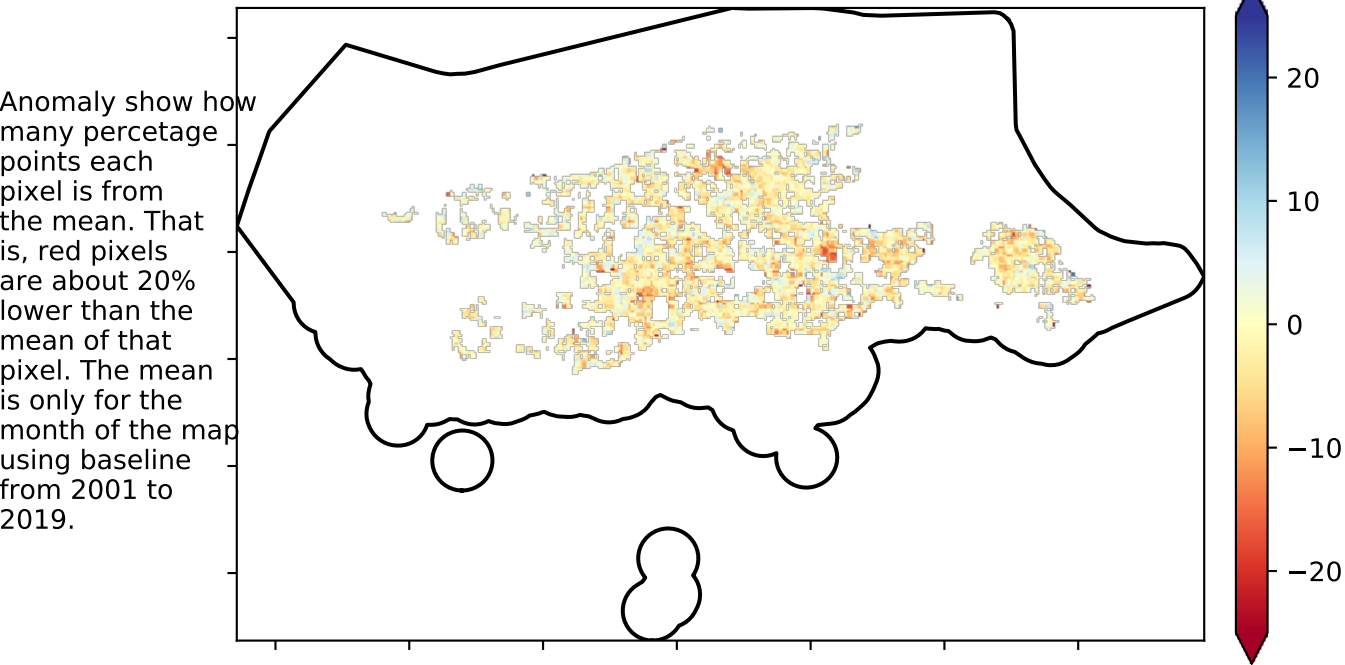 Anomaly show how
many percetage
points each
pixel is from
the mean. That
is, red pixels
are about 20%
lower than the
mean of that
pixel. The mean
is only for the
month of the map
using baseline
from 2001 to
2019.
20
10
0
−10
−20